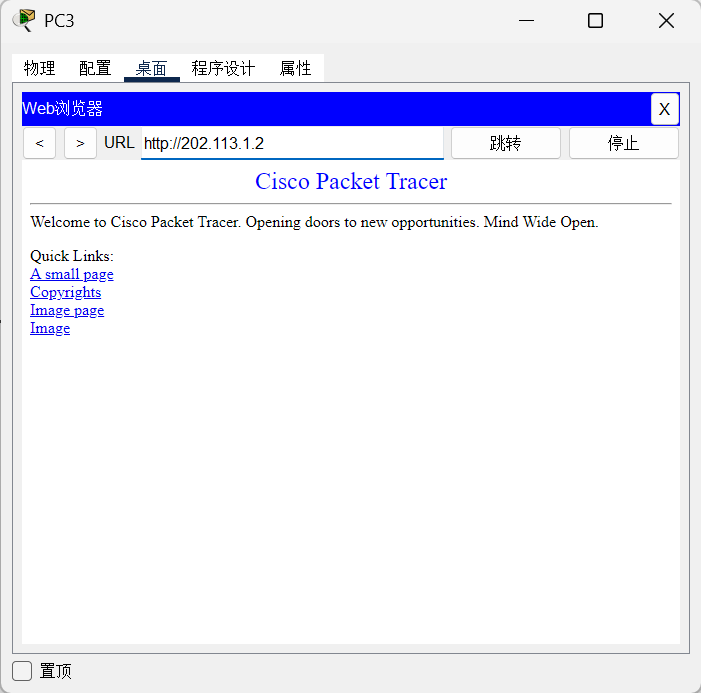 PC3
物理 配置 桌面 程序设计 属性
Web浏览器 X
< > URL http://202.113.1.2 跳转 停止
Cisco Packet Tracer
Welcome to Cisco Packet Tracer. Opening doors to new opportunities. Mind Wide Open.
Quick Links:
A small page
Copyrights
Image page
Image
置顶